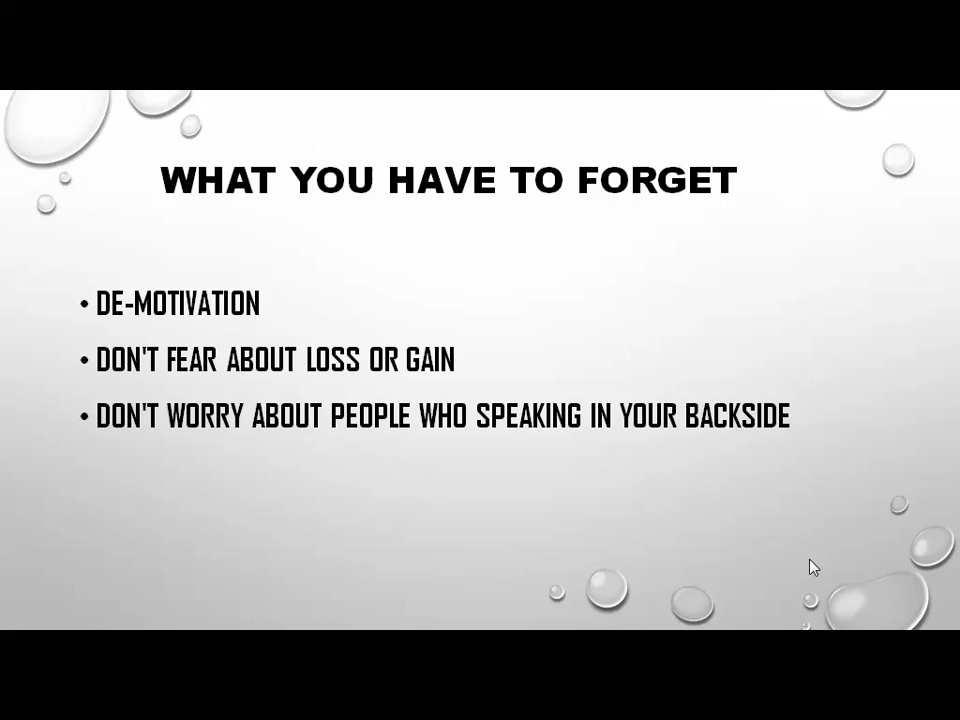 WHAT YOU HAVE TO FORGET
• DE-MOTIVATION
• DON'T FEAR ABOUT LOSS OR GAIN
• DON'T WORRY ABOUT PEOPLE WHO SPEAKING IN YOUR BACKSIDE